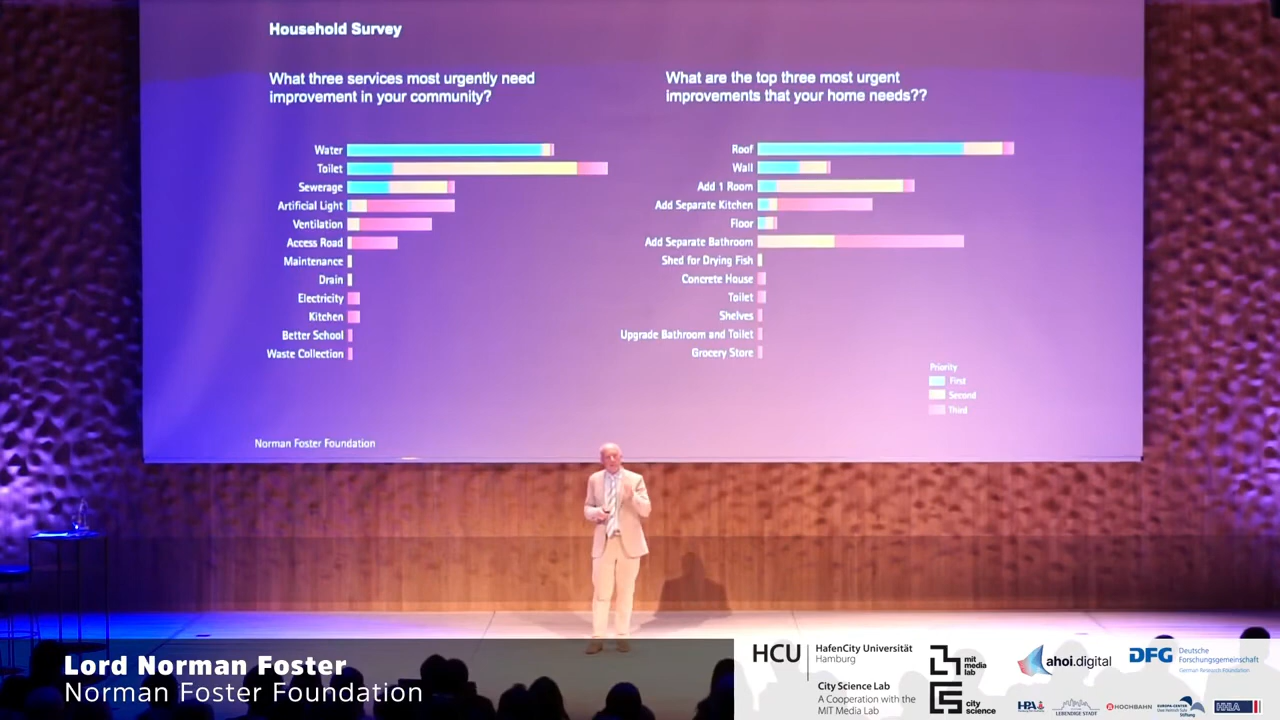 Household Survey
What three services most urgently need
improvement in your community?
Water
Toilet
Sewerage
Artificial Light
Ventilation
Access Road
Maintenance
Drain
Electricity
Kitchen
Better School
Waste Collection
What are the top three most urgent
improvements that your home needs??
Roof
Wall
Add 1 Room
Add Separate Kitchen
Floor
Add Separate Bathroom
Shed for Drying Fish
Concrete House
Toilet
Shelves
Upgrade Bathroom and Toilet
Grocery Store
Priority
First
Second
Third
Norman Foster Foundation
Lord Norman Foster
Norman Foster Foundation
HCU
HafenCity Universität
Hamburg
City Science Lab
A Cooperation with the
MIT Media Lab
mit
media
lab
city
science
ahoi.digital
DFG
Deutsche
Forschungsgemeinschaft
German Research Foundation
HPA
LEBENDIGE STADT
HOCHBAHN
EUROPA-CENTER
Stiftung
HHLA